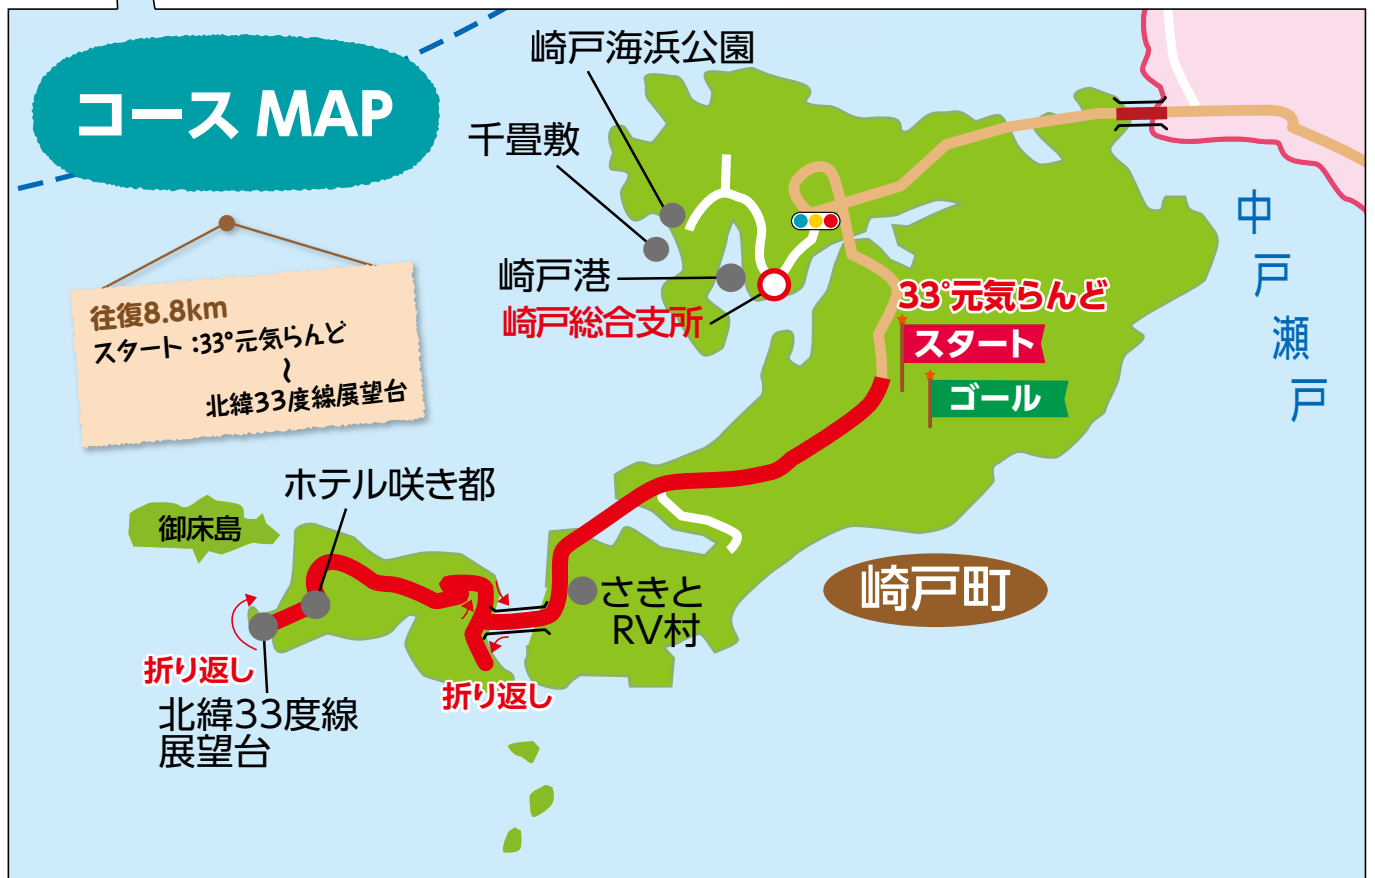 コース MAP
往復8.8km
スタート：33°元気らんど
〜
北緯33度線展望台
崎戸海浜公園
千畳敷
崎戸港
崎戸総合支所
33°元気らんど
スタート
ゴール
中戸瀬戸
ホテル咲き都
御床島
さきと
RV村
崎戸町
折り返し
折り返し
北緯33度線
展望台